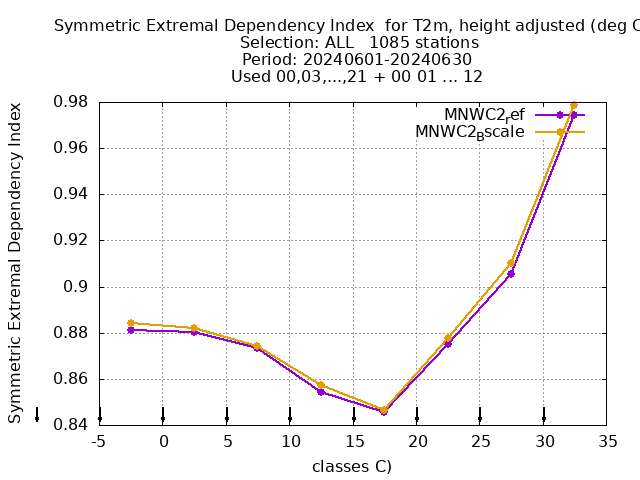 Symmetric Extremal Dependency Index  for T2m, height adjusted (deg C
Selection: ALL   1085 stations
Period: 20240601-20240630
Used 00,03,...,21 + 00 01 ... 12
Symmetric Extremal Dependency Index
0.98
0.96
0.94
0.92
0.9
0.88
0.86
0.84
MNWC2ref
MNWC2Bscale
-5 0 5 10 15 20 25 30 35
classes C)